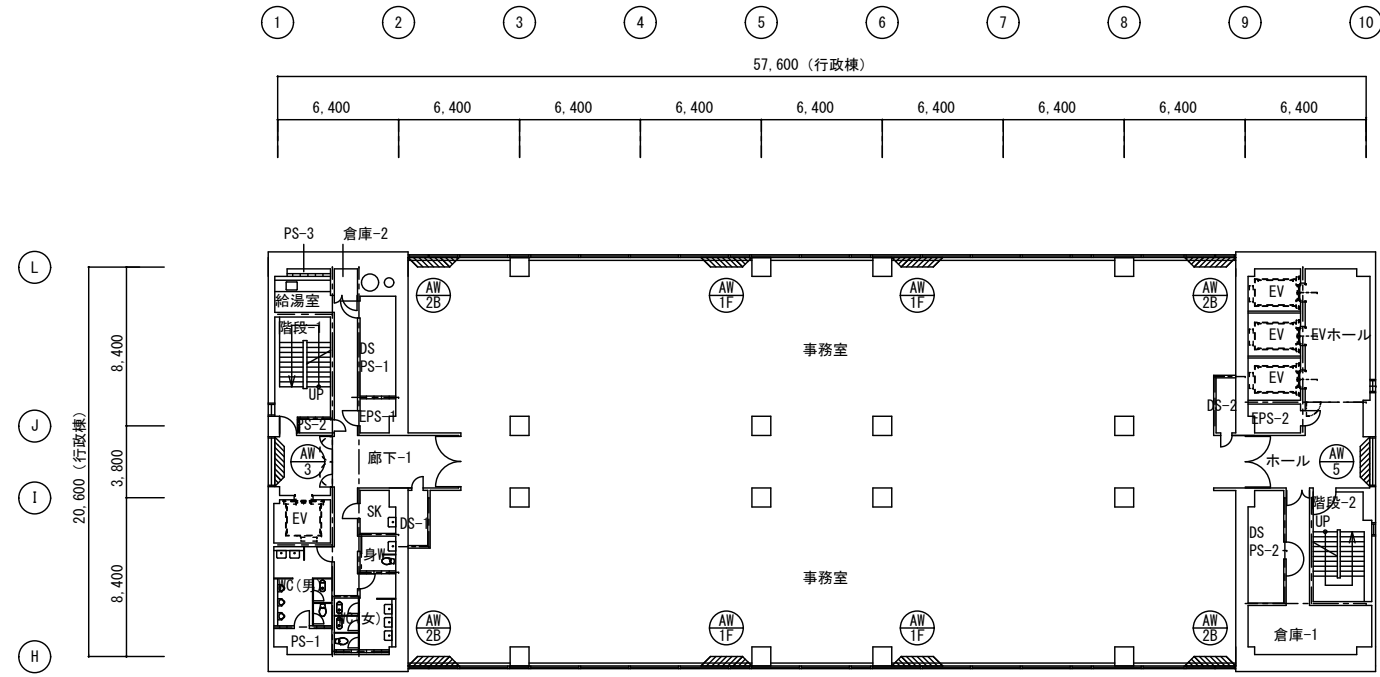 1 2 3 4 5 6 7 8 9 10
57,600 (行政棟)
6,400 6,400 6,400 6,400 6,400 6,400 6,400 6,400 6,400
PS-3 倉庫-2
L
AW 2B
AW 1F
AW 1F
AW 2B
EV
給湯室
階段-1
8,400
DS
PS-1
事務室
EV
EVホール
EV
UP
PS-2
EPS-1
DS-2
EPS-2
J
20,600 (行政棟)
3,800
AW 3
廊下-1
ホール
AW 5
I
EV
SK
DS-1
階段-2
UP
DS
PS-2
身W
8,400
WC(男)
女)
事務室
AW 2B
AW 1F
AW 1F
AW 2B
PS-1
倉庫-1
H